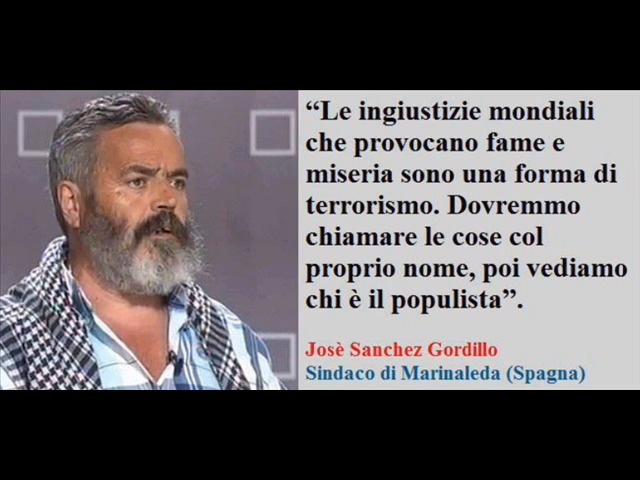 “Le ingiustizie mondiali
che provocano fame e
miseria sono una forma di
terrorismo. Dovremmo
chiamare le cose col
proprio nome, poi vediamo
chi è il populista”.
Josè Sanchez Gordillo
Sindaco di Marinaleda (Spagna)